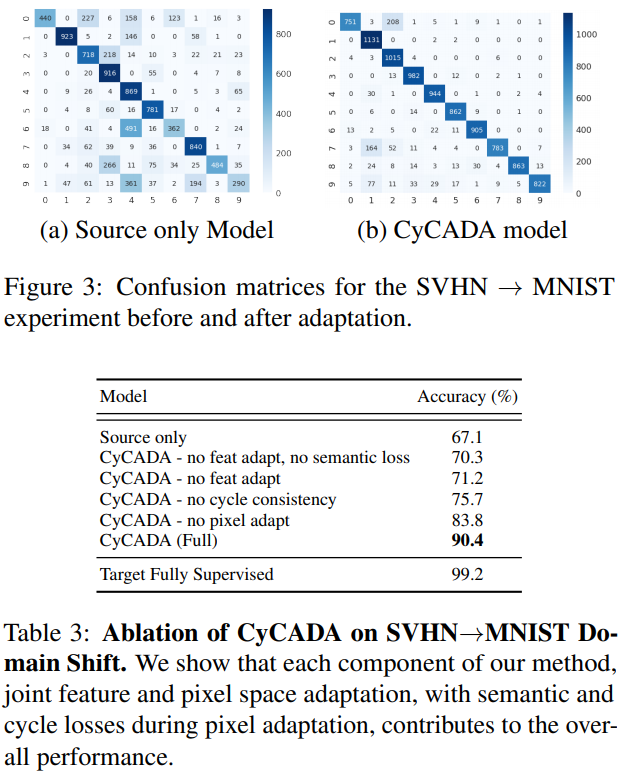 0 440 0 227 6 158 6 123 1 16 3
1 0 923 5 2 146 0 0 58 1 0
2 3 0 718 218 14 10 3 22 21 23
3 0 0 20 916 0 55 0 4 7 8
4 0 9 26 4 869 1 0 5 3 65
5 0 4 8 60 16 781 17 0 4 2
6 18 0 41 4 491 16 362 0 2 24
7 0 34 62 39 9 36 0 840 1 7
8 0 4 40 266 11 75 34 25 484 35
9 1 47 61 13 361 37 2 194 3 290
0 1 2 3 4 5 6 7 8 9
800
600
400
200
0
0 751 3 208 1 5 1 9 1 0 1
1 0 1131 0 0 2 2 0 0 0 0
2 4 3 1015 4 0 0 0 6 0 0
3 0 0 13 982 0 12 0 2 1 0
4 0 30 1 0 944 0 1 0 2 4
5 0 6 0 14 0 862 9 0 1 0
6 13 2 5 0 22 11 905 0 0 0
7 3 164 52 11 4 4 0 783 0 7
8 2 24 8 14 3 13 30 4 863 13
9 5 77 11 33 29 17 1 9 5 822
0 1 2 3 4 5 6 7 8 9
1000
800
600
400
200
0
(a) Source only Model
(b) CyCADA model
Figure 3: Confusion matrices for the SVHN → MNIST
experiment before and after adaptation.
Model Accuracy (%)
Source only 67.1
CyCADA - no feat adapt, no semantic loss 70.3
CyCADA - no feat adapt 71.2
CyCADA - no cycle consistency 75.7
CyCADA - no pixel adapt 83.8
CyCADA (Full) 90.4
Target Fully Supervised 99.2
Table 3: Ablation of CyCADA on SVHN→MNIST Do-
main Shift. We show that each component of our method,
joint feature and pixel space adaptation, with semantic and
cycle losses during pixel adaptation, contributes to the over-
all performance.